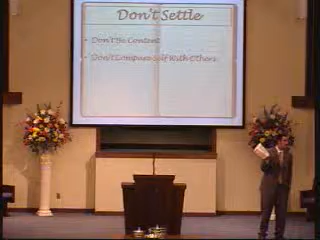 Don't Settle
• Don't Be Content
• Don't Compare Self With Others